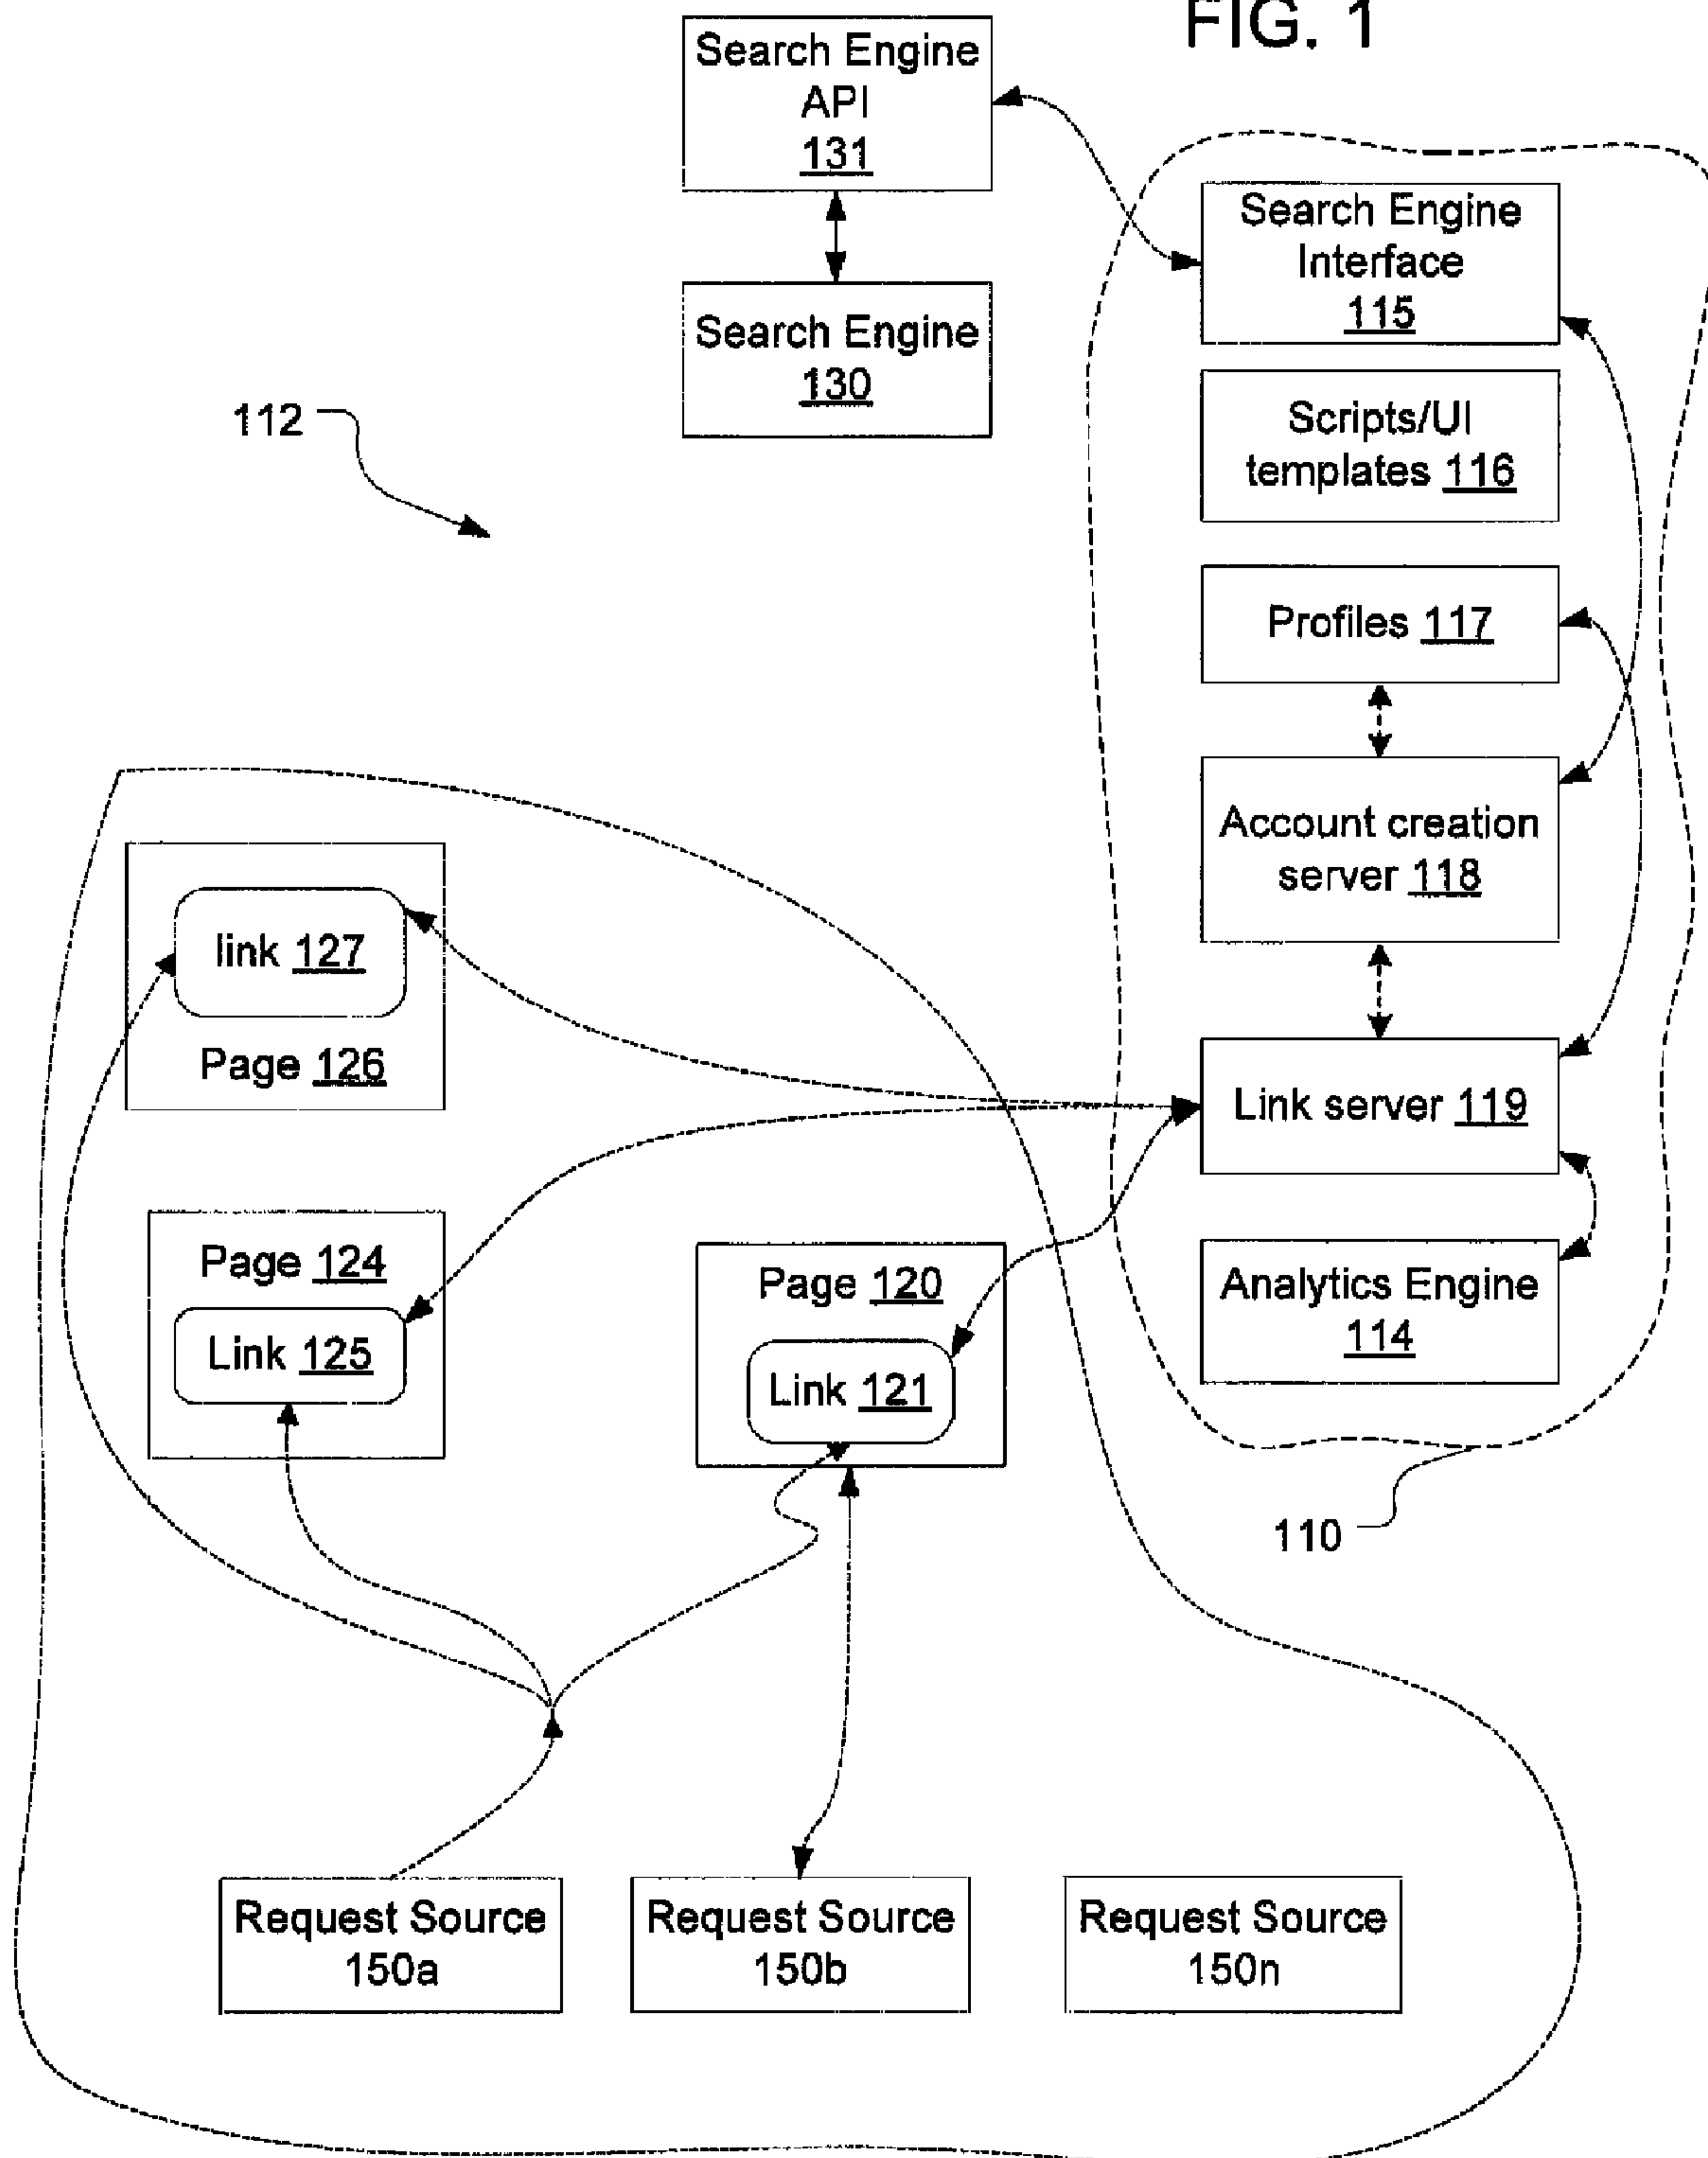 FIG. 1
Search Engine
API
131
Search Engine
Interface
115
Search Engine
130
Scripts/UI
templates 116
112
Profiles 117
Account creation
server 118
link 127
Page 126
Link server 119
Page 124
Link 125
Page 120
Link 121
Analytics Engine
114
110
Request Source
150a
Request Source
150b
Request Source
150n